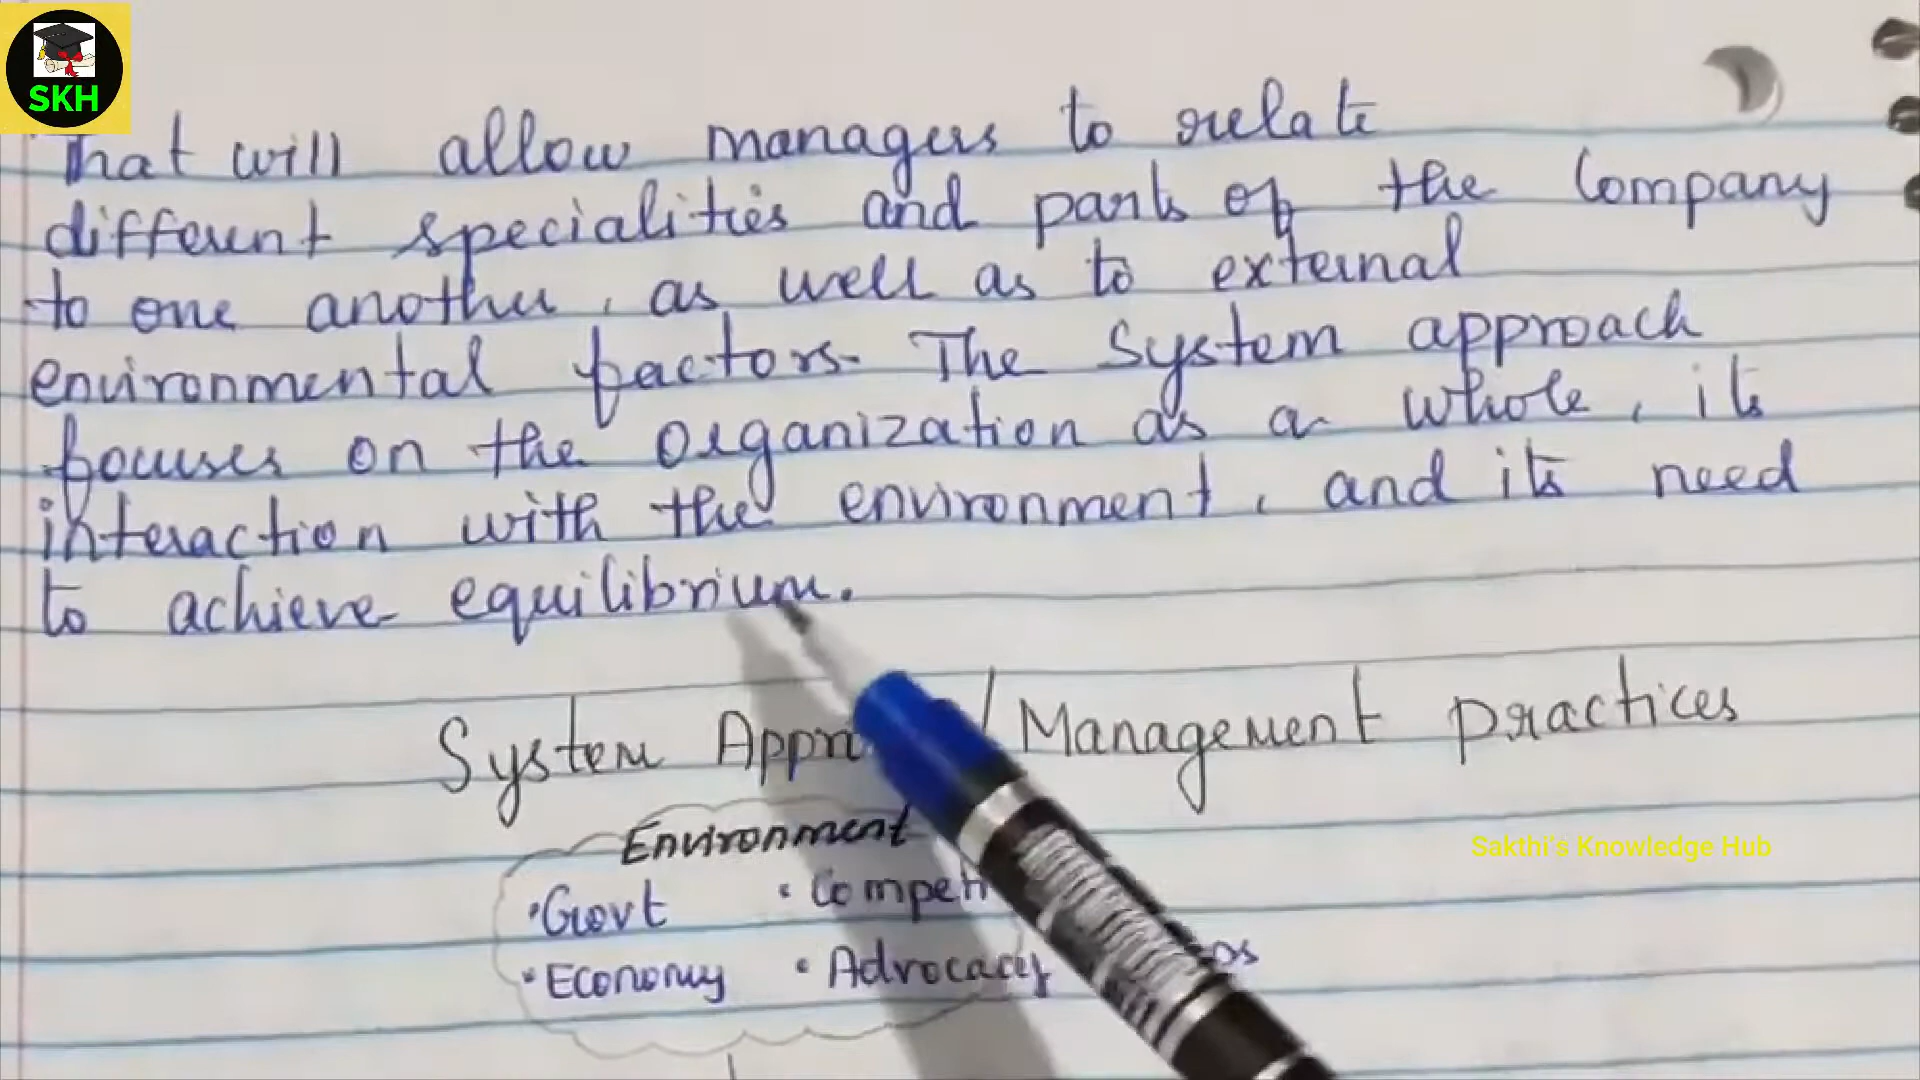 SKH
That will allow managers to relate
different specialities and parts of the Company
to one another, as well as to external
environmental factors. The System approach
focuses on the organization as a whole, its
interaction with the environment, and its need
to achieve equilibrium.
System / Management practices
Environment
• Govt •
• Economy • Advocacy
Sakthi's Knowledge Hub